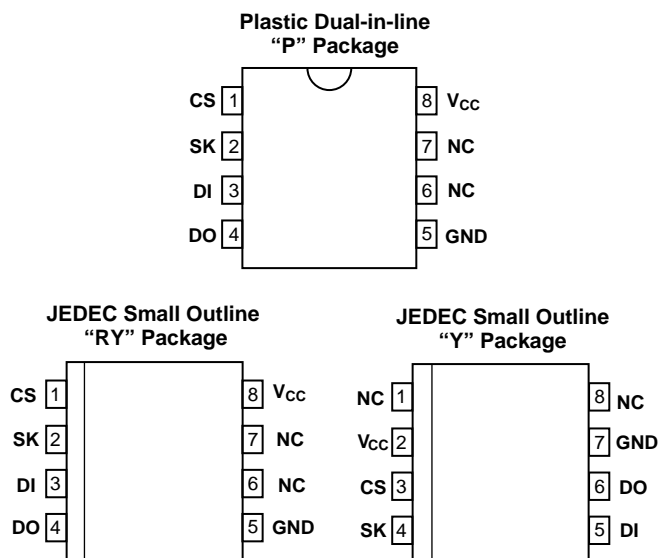 Plastic Dual-in-line
“P” Package
CS 1 8 VCC
SK 2 7 NC
DI 3 6 NC
DO 4 5 GND
JEDEC Small Outline
“RY” Package
CS 1 8 VCC
SK 2 7 NC
DI 3 6 NC
DO 4 5 GND
JEDEC Small Outline
“Y” Package
NC 1 8 NC
VCC 2 7 GND
CS 3 6 DO
SK 4 5 DI